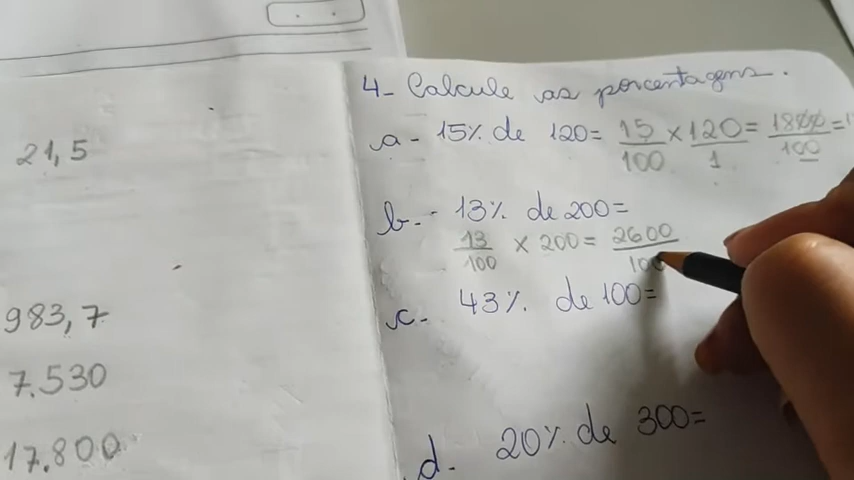 21,5
983,7
7.530
17.800
4- Calcule as porcentagens.
a- 15% de 120= 15/100 x 120/1 = 1800/100 =
b- 13% de 200=
13/100 x 200= 2600/100
c- 43% de 100=
d- 20% de 300=